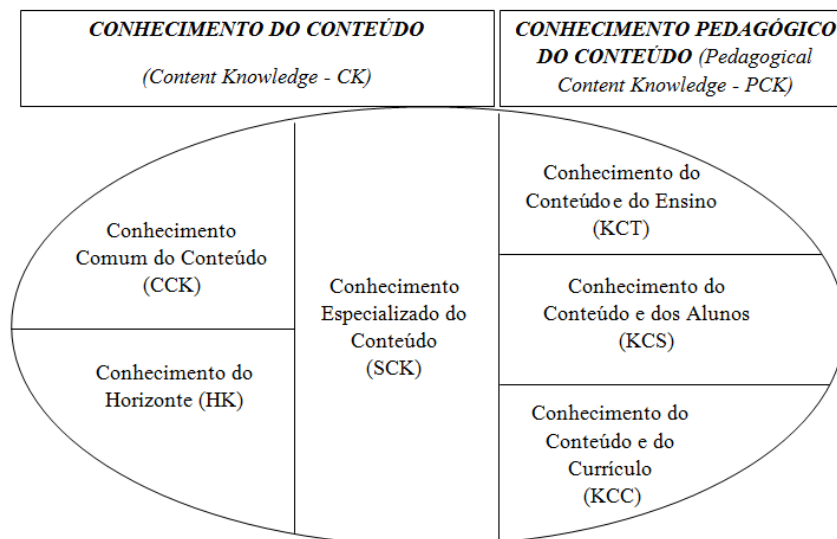 CONHECIMENTO DO CONTEÚDO
(Content Knowledge - CK)
CONHECIMENTO PEDAGÓGICO
DO CONTEÚDO (Pedagogical
Content Knowledge - PCK)
Conhecimento
Comum do Conteúdo
(CCK)
Conhecimento do
Horizonte (HK)
Conhecimento
Especializado do
Conteúdo
(SCK)
Conhecimento do
Conteúdo e do Ensino
(KCT)
Conhecimento do
Conteúdo e dos Alunos
(KCS)
Conhecimento do
Conteúdo e do
Currículo
(KCC)